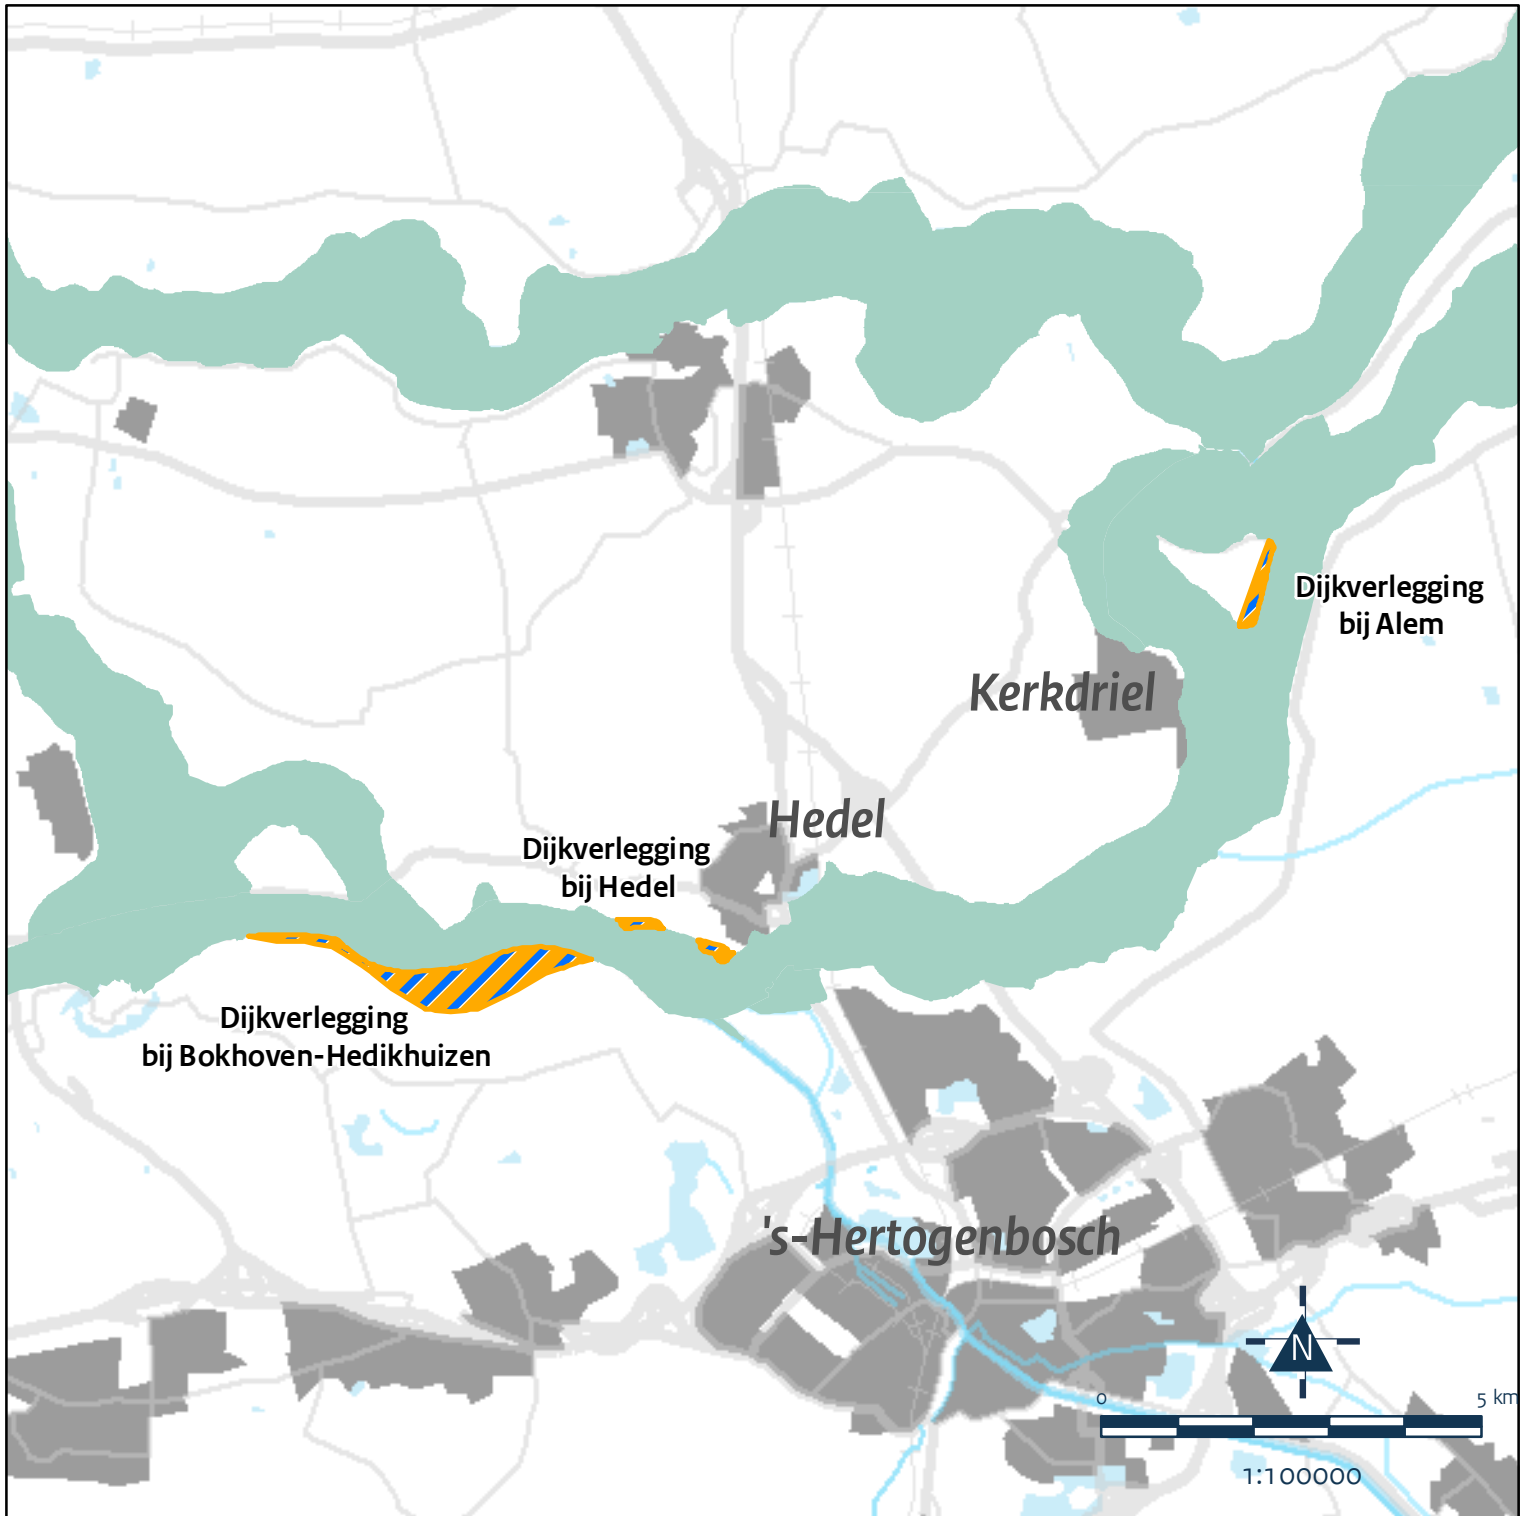 Dijkverlegging
bij Alem
Kerkdriel
Hedel
Dijkverlegging
bij Hedel
Dijkverlegging
bij Bokhoven-Hedikhuizen
's-Hertogenbosch
N
0
5 km
1:100000